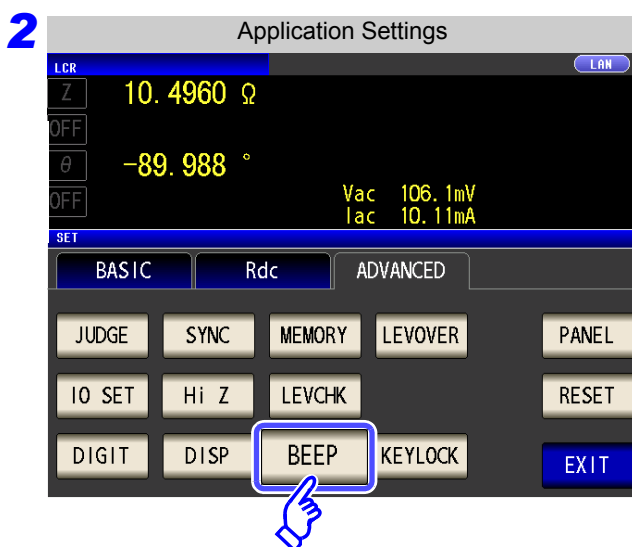 2
Application Settings
LCR
LAN
Z 10.4960 Ω
OFF
θ -89.988 °
OFF
Vac 106.1mV
Iac 10.11mA
SET
BASIC Rdc ADVANCED
JUDGE SYNC MEMORY LEVOVER PANEL
IO SET Hi Z LEVCHK RESET
DIGIT DISP BEEP KEYLOCK EXIT